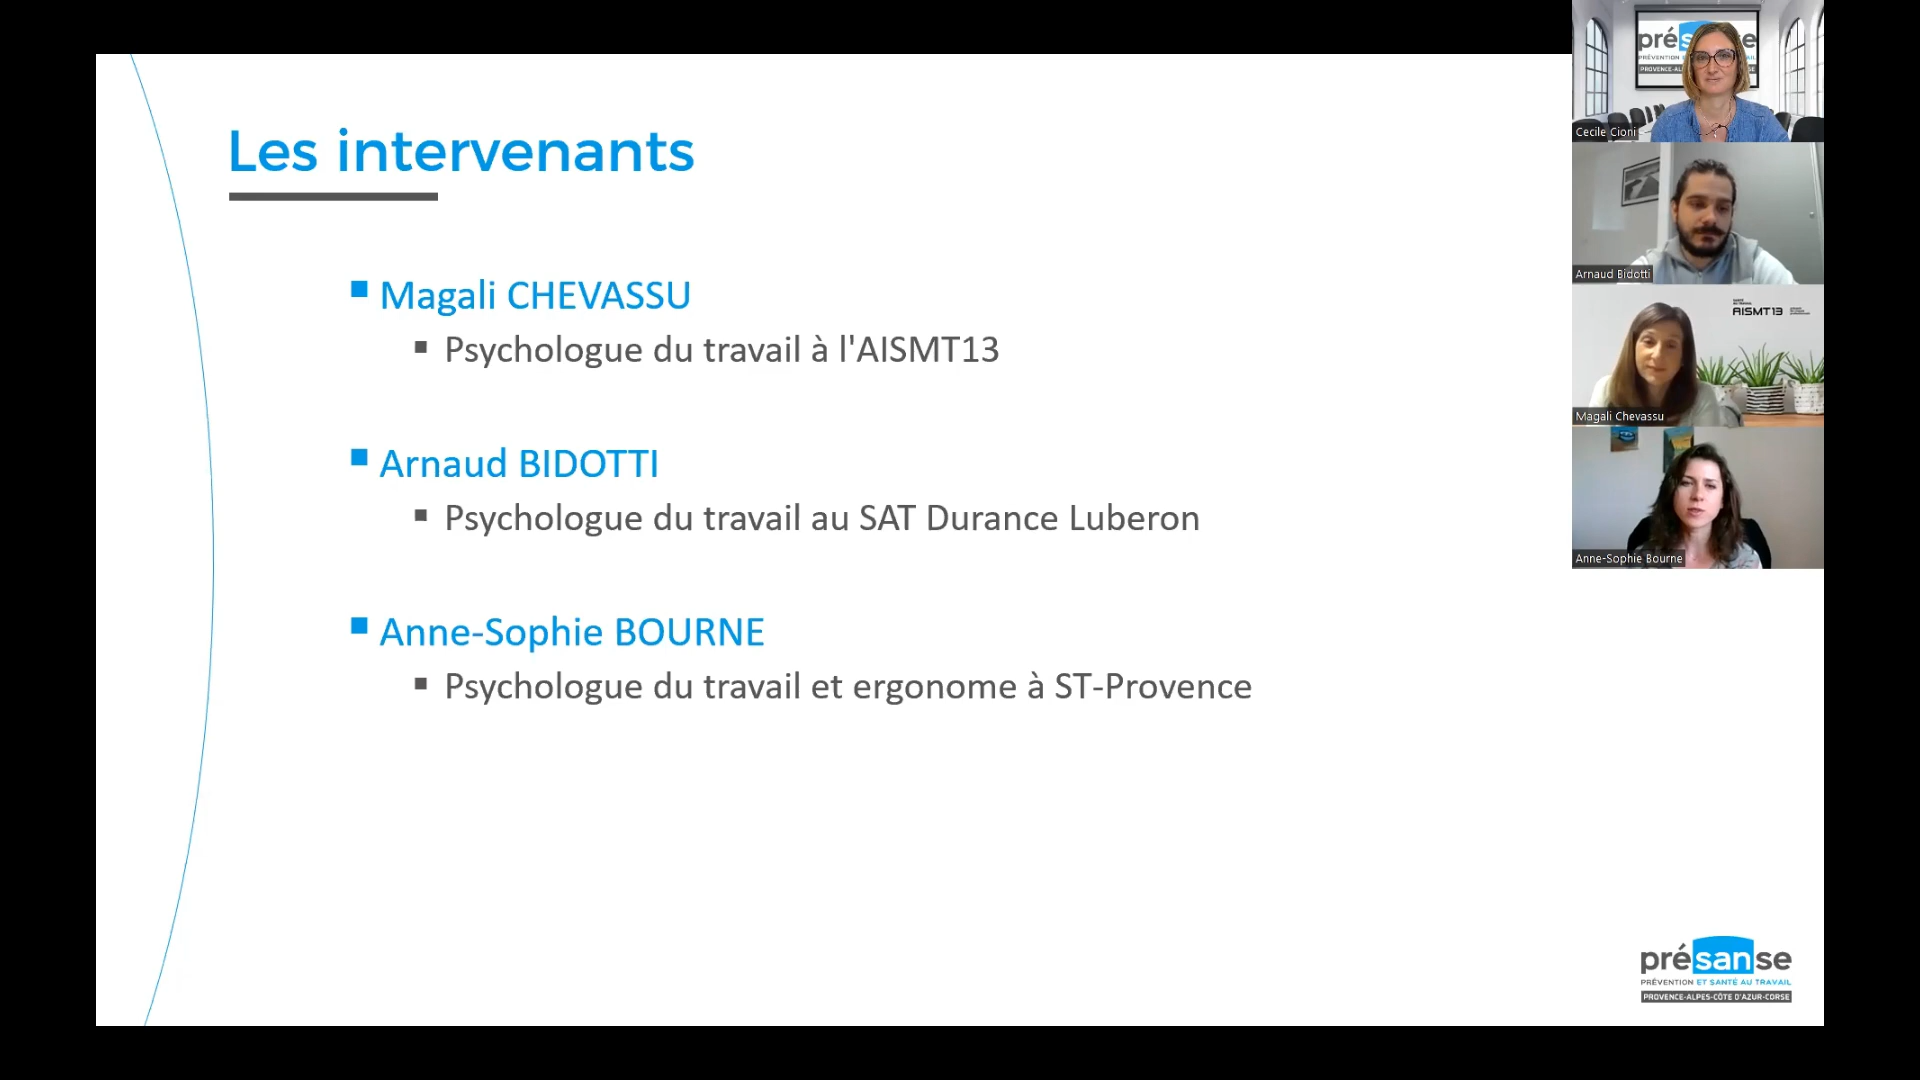 Les intervenants
Magali CHEVASSU
Psychologue du travail à l'AISMT13
Arnaud BIDOTTI
Psychologue du travail au SAT Durance Luberon
Anne-Sophie BOURNE
Psychologue du travail et ergonome à ST-Provence
Cecile Cioni
Arnaud Bidotti
AISMT13
Magali Chevassu
Anne-Sophie Bourne
présanse
PRÉVENTION ET SANTÉ AU TRAVAIL
PROVENCE-ALPES-CÔTE D'AZUR-CORSE